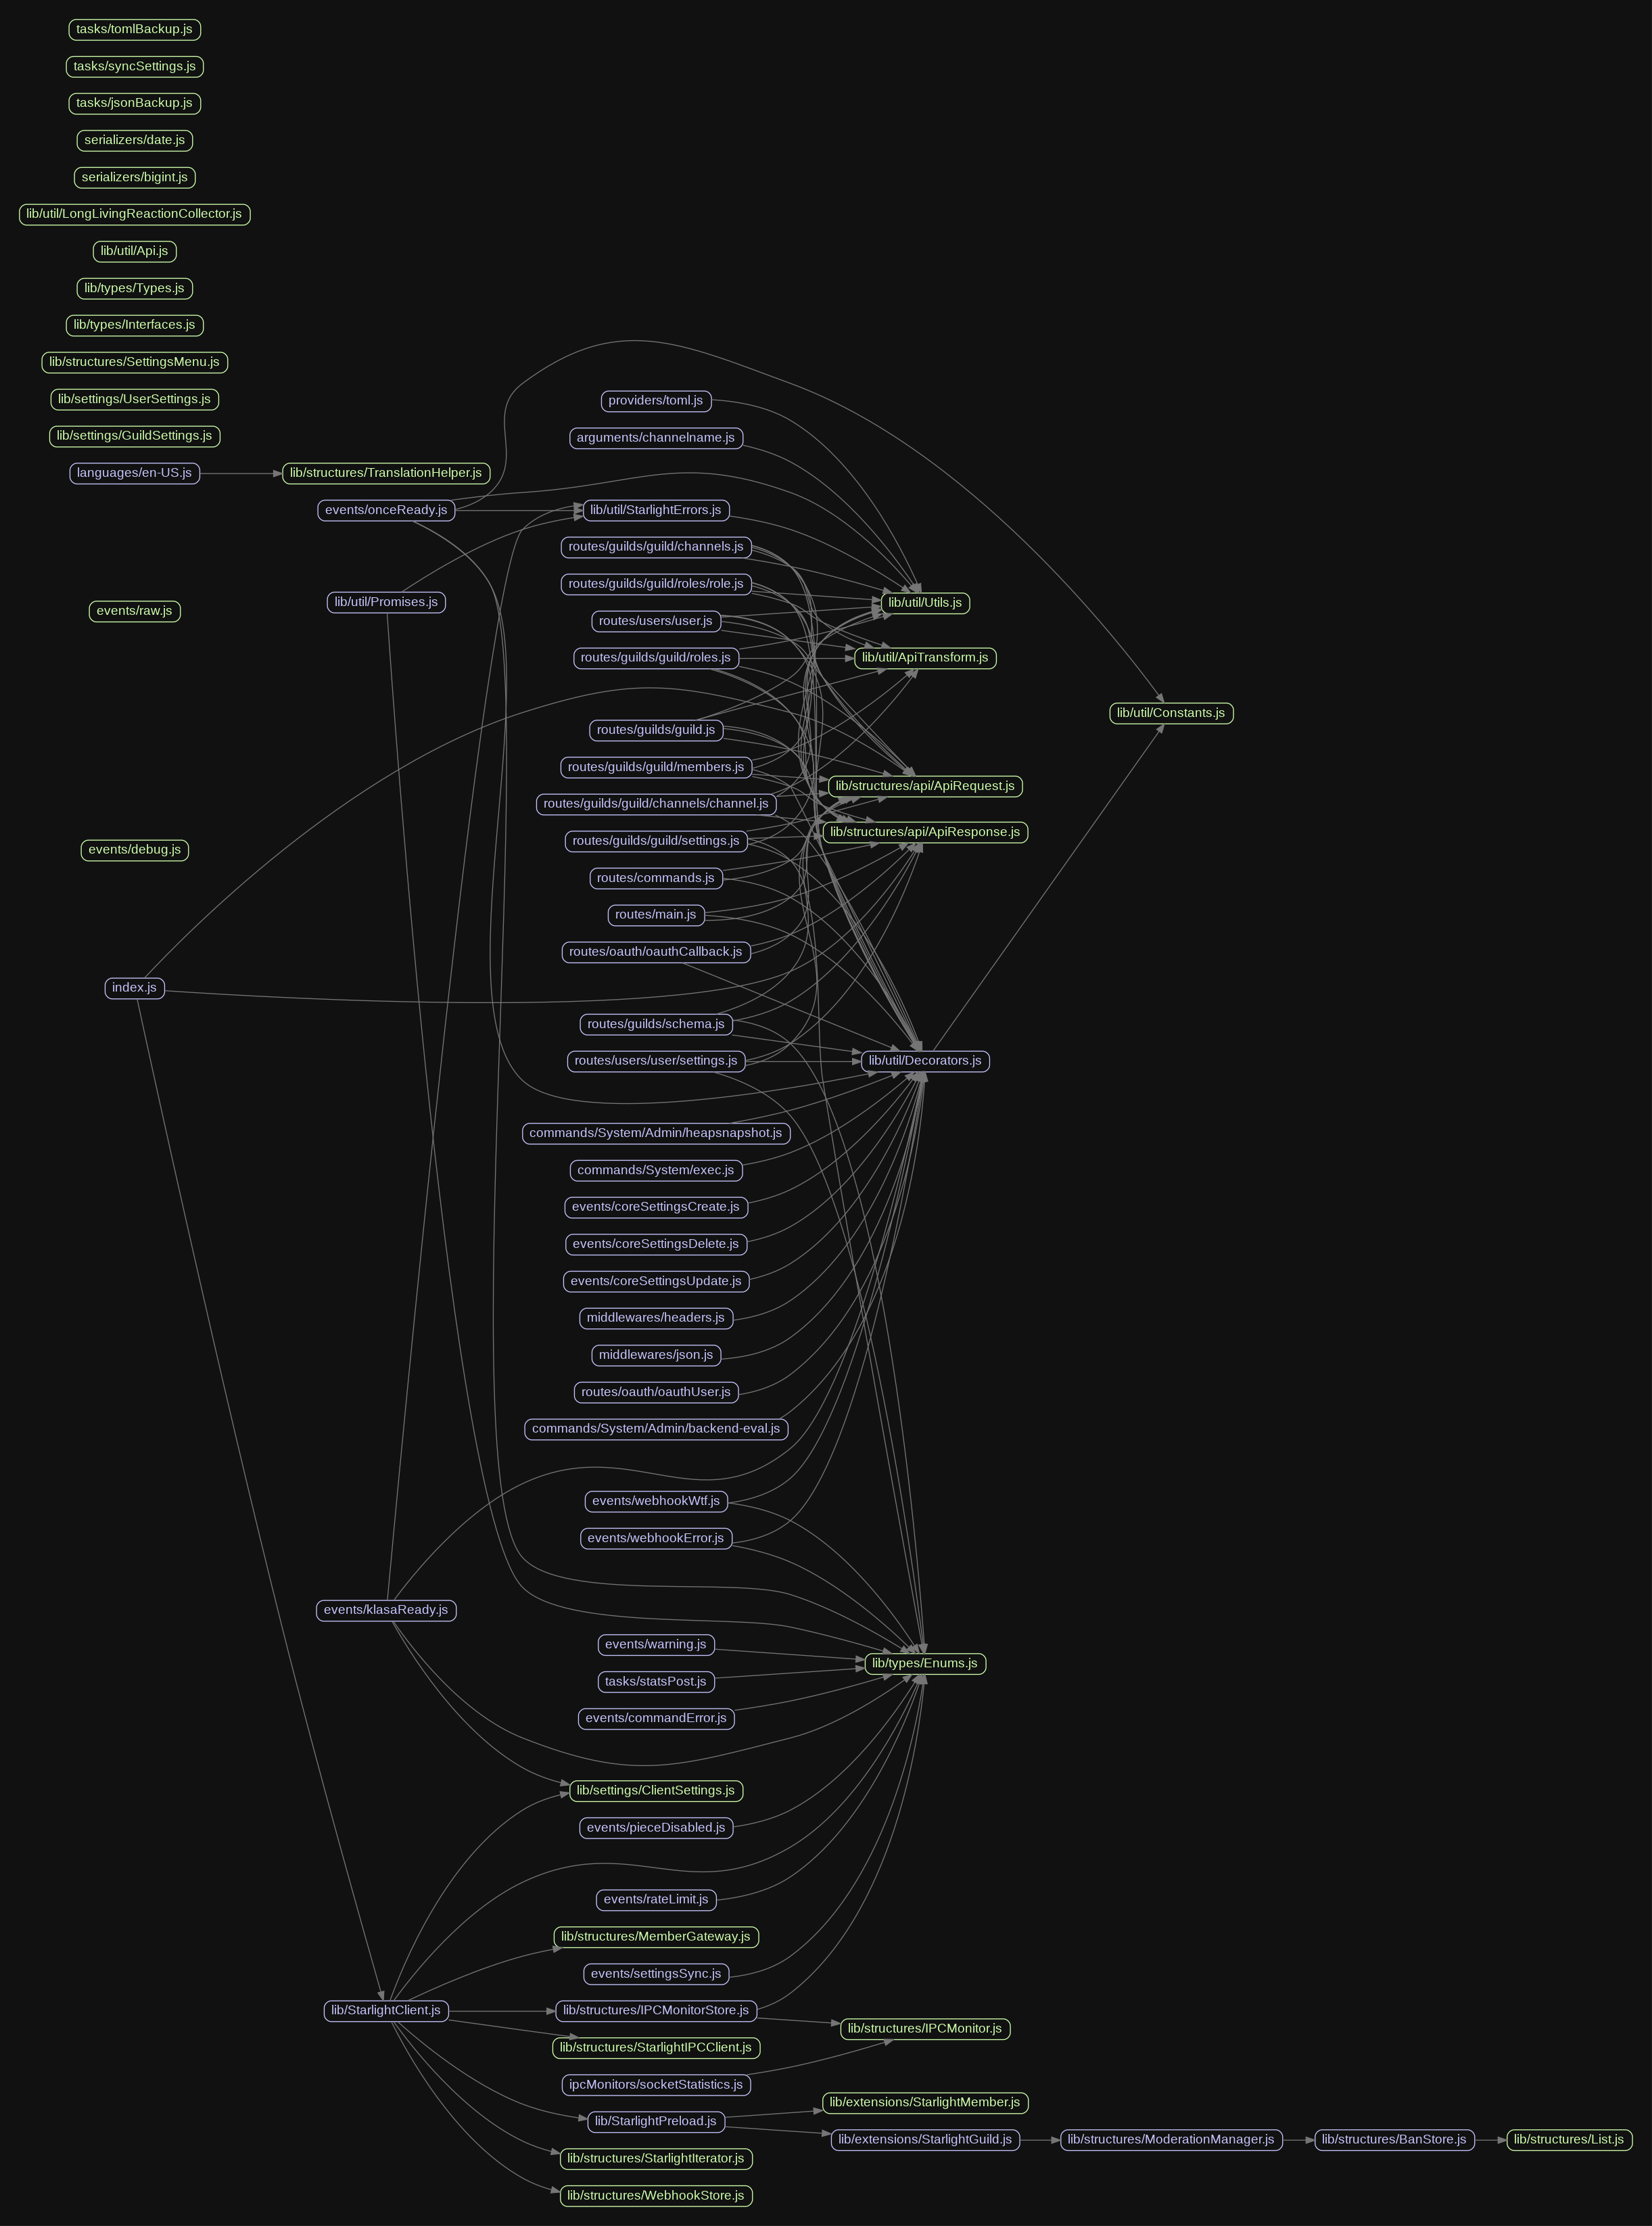 tasks/tomlBackup.js
tasks/syncSettings.js
tasks/jsonBackup.js
serializers/date.js
serializers/bigint.js
lib/util/LongLivingReactionCollector.js
lib/util/Api.js
lib/types/Types.js
lib/types/Interfaces.js
lib/structures/SettingsMenu.js
lib/settings/UserSettings.js
lib/settings/GuildSettings.js
languages/en-US.js
events/raw.js
events/debug.js
index.js
lib/structures/TranslationHelper.js
events/onceReady.js
lib/util/Promises.js
events/klasaReady.js
lib/StarlightClient.js
providers/toml.js
arguments/channelname.js
lib/util/StarlightErrors.js
routes/guilds/guild/channels.js
routes/guilds/guild/roles/role.js
routes/users/user.js
routes/guilds/guild/roles.js
routes/guilds/guild.js
routes/guilds/guild/members.js
routes/guilds/guild/channels/channel.js
routes/guilds/guild/settings.js
routes/commands.js
routes/main.js
routes/oauth/oauthCallback.js
routes/guilds/schema.js
routes/users/user/settings.js
commands/System/Admin/heapsnapshot.js
commands/System/exec.js
events/coreSettingsCreate.js
events/coreSettingsDelete.js
events/coreSettingsUpdate.js
middlewares/headers.js
middlewares/json.js
routes/oauth/oauthUser.js
commands/System/Admin/backend-eval.js
events/webhookWtf.js
events/webhookError.js
events/warning.js
tasks/statsPost.js
events/commandError.js
lib/settings/ClientSettings.js
events/pieceDisabled.js
events/rateLimit.js
lib/structures/MemberGateway.js
events/settingsSync.js
lib/structures/IPCMonitorStore.js
lib/structures/StarlightIPCClient.js
ipcMonitors/socketStatistics.js
lib/StarlightPreload.js
lib/structures/StarlightIterator.js
lib/structures/WebhookStore.js
lib/util/Utils.js
lib/util/ApiTransform.js
lib/structures/api/ApiRequest.js
lib/structures/api/ApiResponse.js
lib/util/Decorators.js
lib/types/Enums.js
lib/structures/IPCMonitor.js
lib/extensions/StarlightMember.js
lib/extensions/StarlightGuild.js
lib/util/Constants.js
lib/structures/ModerationManager.js
lib/structures/BanStore.js
lib/structures/List.js